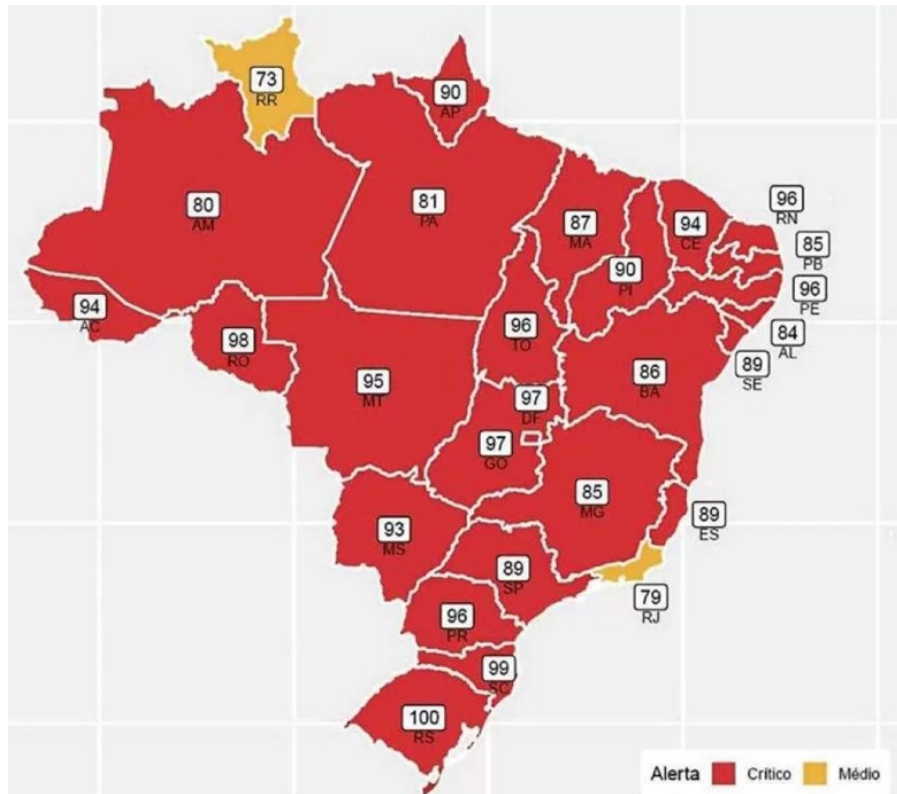 73
RR
90
AP
96
RN
80
AM
81
PA
87
MA
94
CE
85
PB
90
PI
96
PE
94
AC
96
TO
84
AL
98
RO
89
SE
95
MT
86
BA
97
DF
97
GO
85
MG
89
ES
93
MS
89
SP
79
RJ
96
PR
99
SC
100
RS
Alerta Crítico Médio